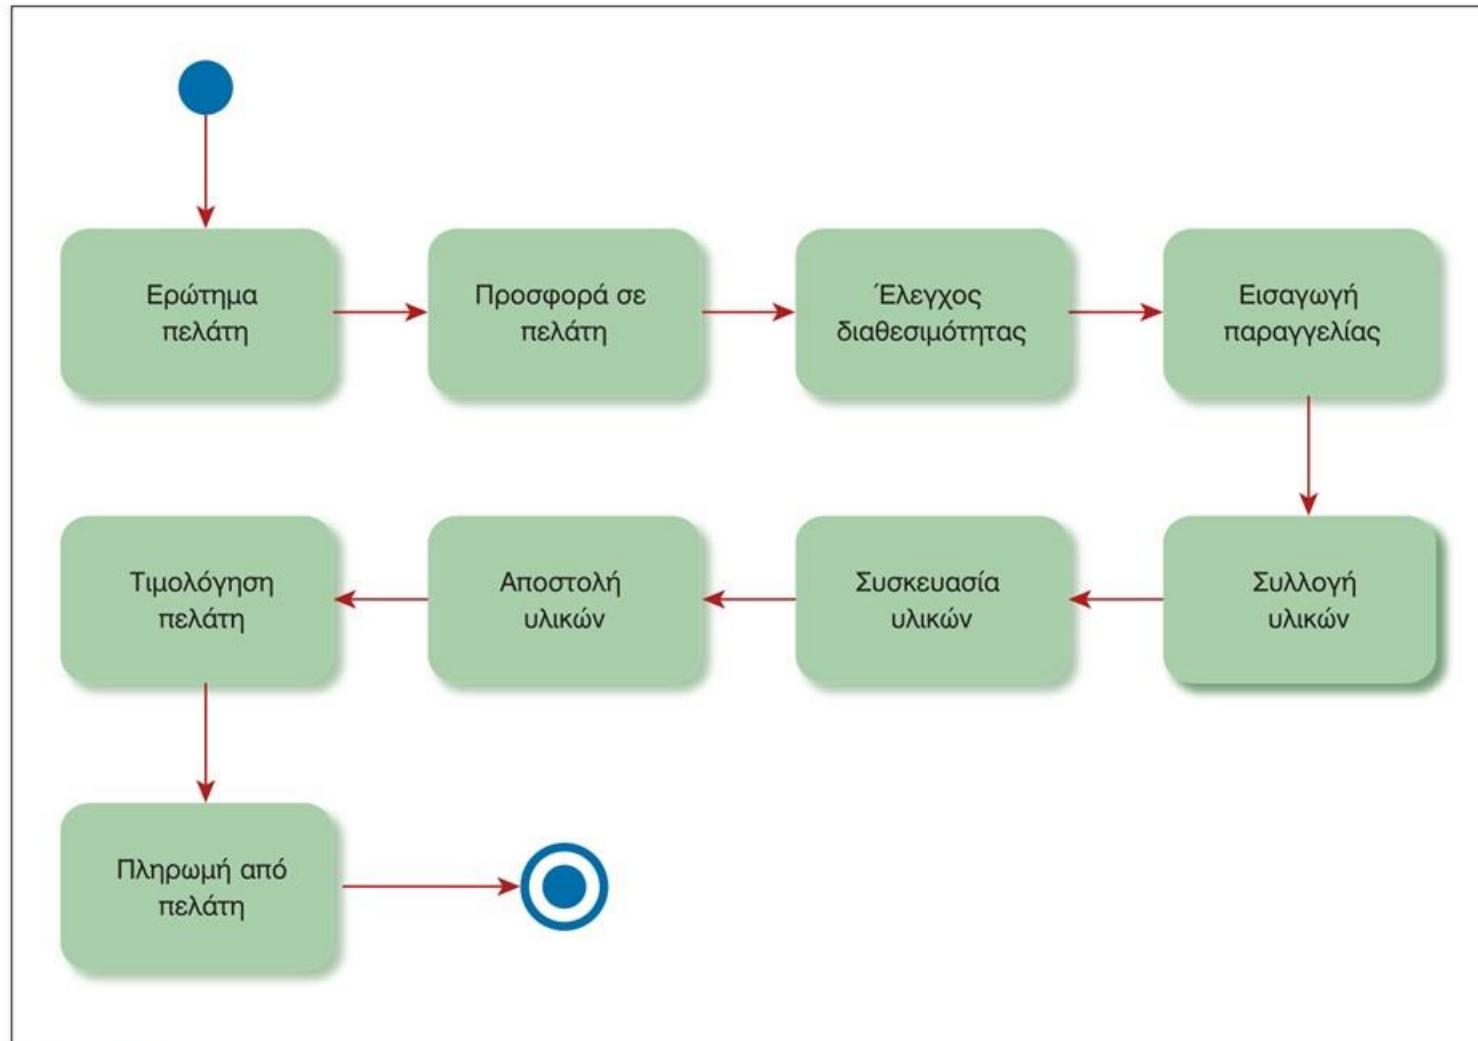 Ερώτημα
πελάτη
Προσφορά σε
πελάτη
Έλεγχος
διαθεσιμότητας
Εισαγωγή
παραγγελίας
Συλλογή
υλικών
Συσκευασία
υλικών
Αποστολή
υλικών
Τιμολόγηση
πελάτη
Πληρωμή από
πελάτη